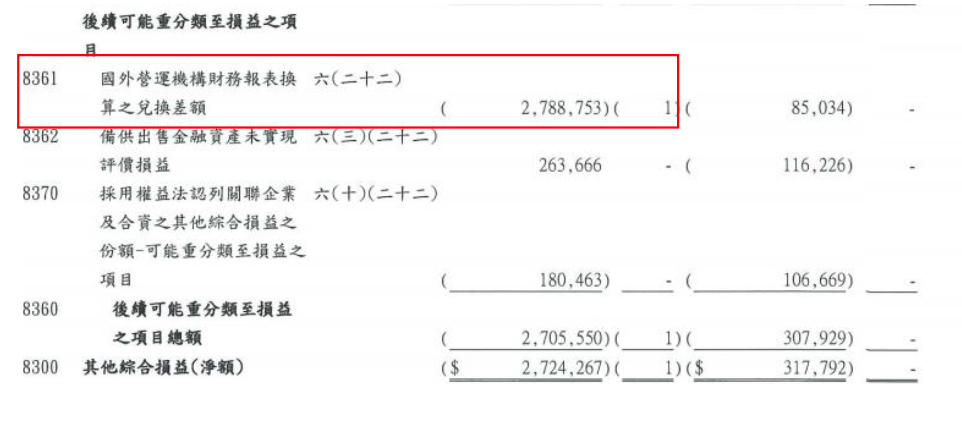 後續可能重分類至損益之項
目
8361 國外營運機構財務報表換 六(二十二)
算之兌換差額 ( 2,788,753)( 1)( 85,034) -
8362 備供出售金融資產未實現 六(三)(二十二)
評價損益 263,666 - ( 116,226) -
8370 採用權益法認列關聯企業 六(十)(二十二)
及合資之其他綜合損益之
份額-可能重分類至損益之
項目 ( 180,463) - ( 106,669) -
8360 後續可能重分類至損益
之項目總額 ( 2,705,550)( 1)( 307,929) -
8300 其他綜合損益(淨額) ($ 2,724,267)( 1)($ 317,792) -